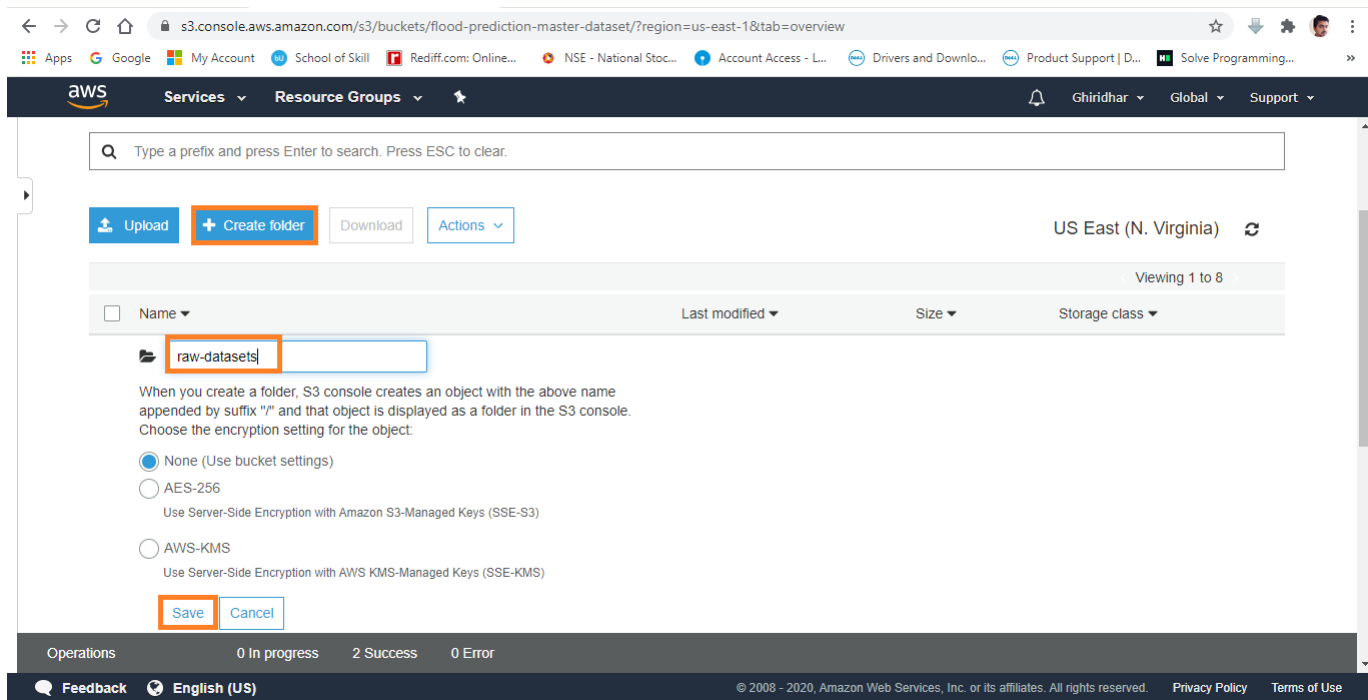 s3.console.aws.amazon.com/s3/buckets/flood-prediction-master-dataset/?region=us-east-1&tab=overview
Apps Google My Account School of Skill Rediff.com: Online... NSE - National Stoc... Account Access - L... Drivers and Downlo... Product Support | D... Solve Programming... »
aws Services Resource Groups Ghiridhar Global Support
Type a prefix and press Enter to search. Press ESC to clear.
Upload + Create folder Download Actions US East (N. Virginia)
Viewing 1 to 8
Name Last modified Size Storage class
raw-datasets
When you create a folder, S3 console creates an object with the above name
appended by suffix "/" and that object is displayed as a folder in the S3 console.
Choose the encryption setting for the object:
None (Use bucket settings)
AES-256
Use Server-Side Encryption with Amazon S3-Managed Keys (SSE-S3)
AWS-KMS
Use Server-Side Encryption with AWS KMS-Managed Keys (SSE-KMS)
Save Cancel
Operations 0 In progress 2 Success 0 Error
Feedback English (US) © 2008 - 2020, Amazon Web Services, Inc. or its affiliates. All rights reserved. Privacy Policy Terms of Use